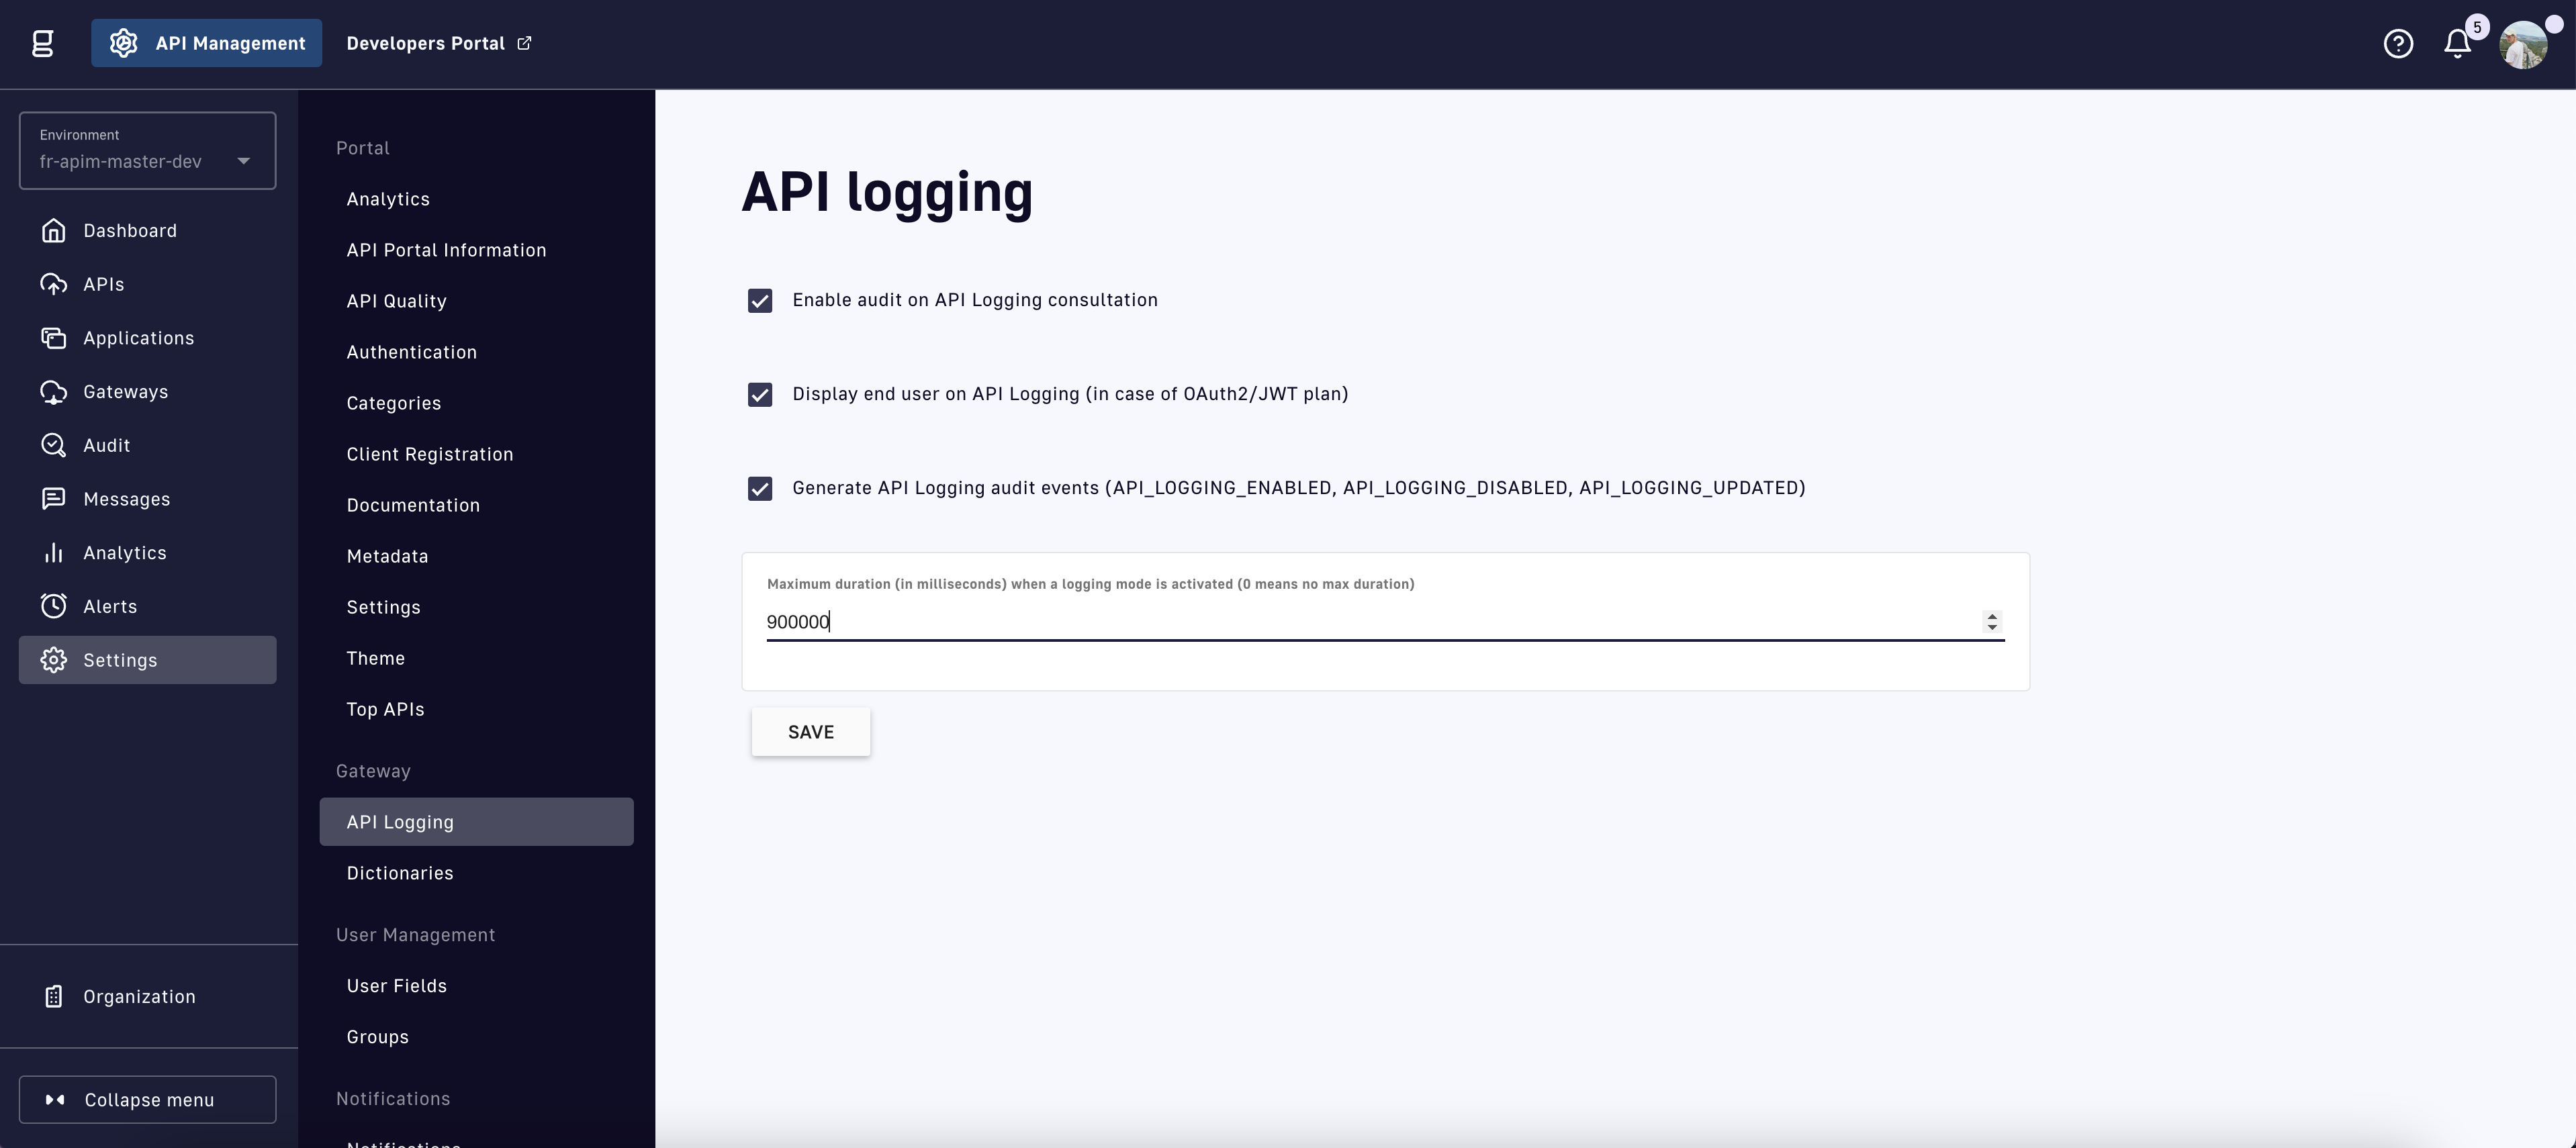 API Management
Developers Portal
5
Environment
fr-apim-master-dev
Dashboard
APIs
Applications
Gateways
Audit
Messages
Analytics
Alerts
Settings
Organization
Collapse menu
Portal
Analytics
API Portal Information
API Quality
Authentication
Categories
Client Registration
Documentation
Metadata
Settings
Theme
Top APIs
Gateway
API Logging
Dictionaries
User Management
User Fields
Groups
Notifications
Notifications
API logging
Enable audit on API Logging consultation
Display end user on API Logging (in case of OAuth2/JWT plan)
Generate API Logging audit events (API_LOGGING_ENABLED, API_LOGGING_DISABLED, API_LOGGING_UPDATED)
Maximum duration (in milliseconds) when a logging mode is activated (0 means no max duration)
900000
SAVE